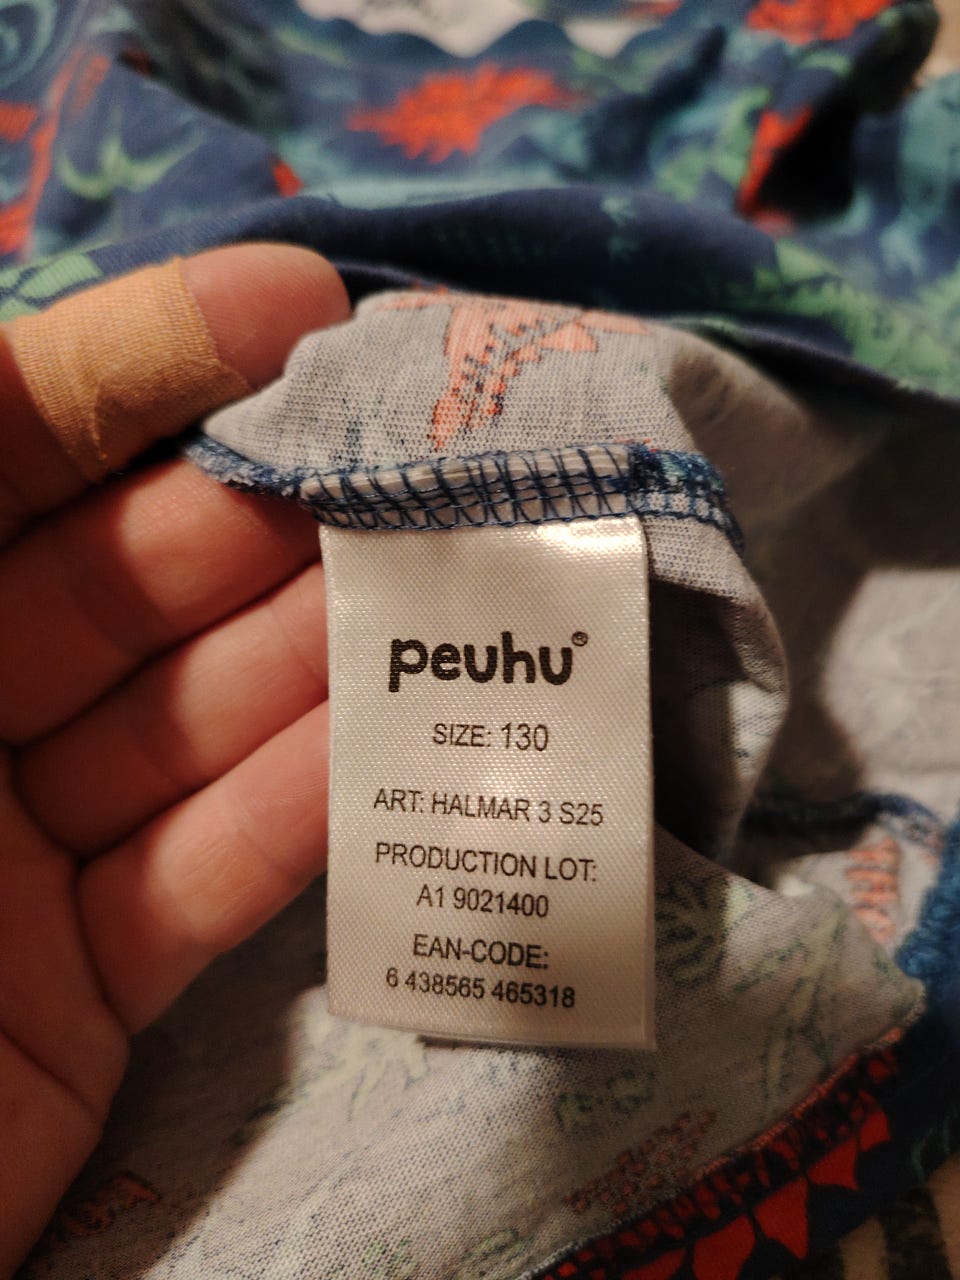 peuhu®
SIZE: 130
ART: HALMAR 3 S25
PRODUCTION LOT:
A1 9021400
EAN-CODE:
6 438565 465318